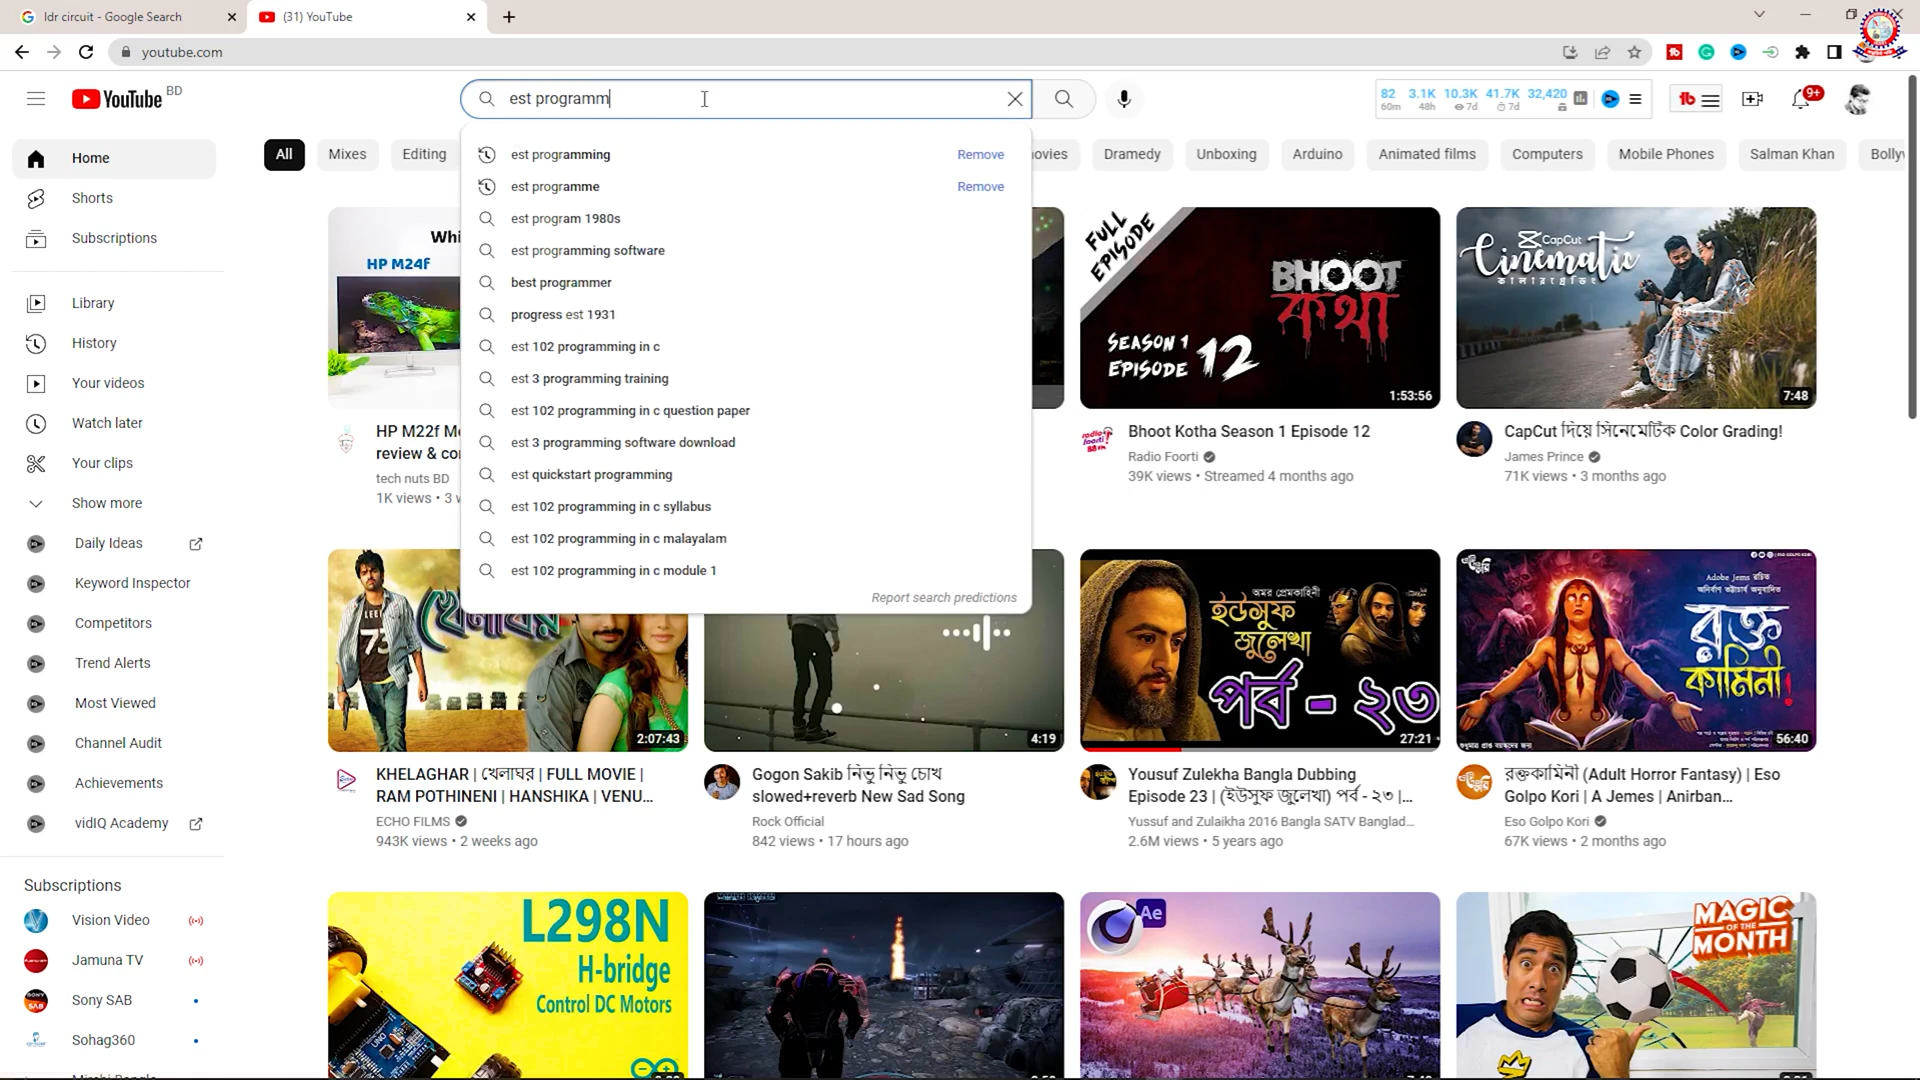 ldr circuit - Google Search
(31) YouTube
youtube.com
YouTube BD
est programm
82 3.1K 10.3K 41.7K 32,420
60m 48h 7d 7d
9+
Home
Shorts
Subscriptions
Library
History
Your videos
Watch later
Your clips
Show more
Daily Ideas
Keyword Inspector
Competitors
Trend Alerts
Most Viewed
Channel Audit
Achievements
vidIQ Academy
Subscriptions
Vision Video
Jamuna TV
Sony SAB
Sohag360
All
Mixes
Editing
Dramedy
Unboxing
Arduino
Animated films
Computers
Mobile Phones
Salman Khan
est programming Remove
est programme Remove
est program 1980s
est programming software
best programmer
progress est 1931
est 102 programming in c
est 3 programming training
est 102 programming in c question paper
est 3 programming software download
est quickstart programming
est 102 programming in c syllabus
est 102 programming in c malayalam
est 102 programming in c module 1
Report search predictions
HP M24f
tech nuts BD
FULL
EPISODE
BHOOT
কথা
SEASON 1
EPISODE 12
1:53:56
Bhoot Kotha Season 1 Episode 12
Radio Foorti
39K views • Streamed 4 months ago
CapCut
Cinematic
কালারগ্রেডিং
7:48
CapCut দিয়ে সিনেমেটিক Color Grading!
James Prince
71K views • 3 months ago
2:07:43
KHELAGHAR | খেলাঘর | FULL MOVIE |
RAM POTHINENI | HANSHIKA | VENU...
ECHO FILMS
943K views • 2 weeks ago
4:19
Gogon Sakib নিভু নিভু চোখ
slowed+reverb New Sad Song
Rock Official
842 views • 17 hours ago
অমর প্রেমকাহিনী
ইউসুফ
জুলেখা
পর্ব - ২৩
27:21
Yousuf Zulekha Bangla Dubbing
Episode 23 | (ইউসুফ জুলেখা) পর্ব - ২৩ |...
Yussuf and Zulaikha 2016 Bangla SATV Banglad...
2.6M views • 5 years ago
Adobe Jems রচিত
রক্ত
কামিনী!
56:40
রক্তকামিনী (Adult Horror Fantasy) | Eso
Golpo Kori | A Jemes | Anirban...
Eso Golpo Kori
67K views • 2 months ago
L298N
H-bridge
Control DC Motors
Ae
MAGIC
OF THE
MONTH